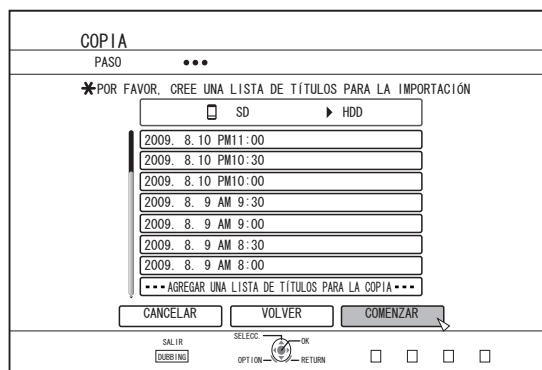 COPIA
PASO
✱POR FAVOR, CREE UNA LISTA DE TÍTULOS PARA LA IMPORTACIÓN
SD ▶ HDD
2009. 8.10 PM11:00
2009. 8.10 PM10:30
2009. 8.10 PM10:00
2009. 8. 9 AM 9:30
2009. 8. 9 AM 9:00
2009. 8. 9 AM 8:30
2009. 8. 9 AM 8:00
---AGREGAR UNA LISTA DE TÍTULOS PARA LA COPIA---
CANCELAR VOLVER COMENZAR
SALIR
DUBBING
SELECC. OK
OPTION RETURN